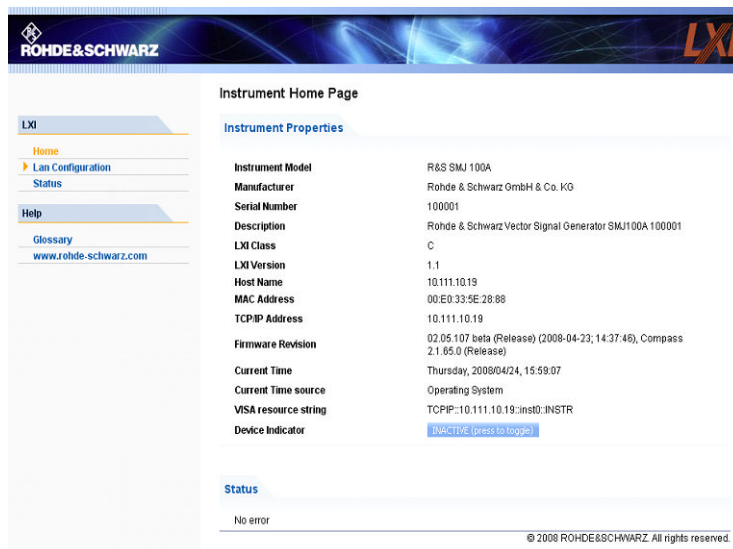 ROHDE&SCHWARZ
LXI
Instrument Home Page
LXI
Home
Lan Configuration
Status
Help
Glossary
www.rohde-schwarz.com
Instrument Properties
Instrument Model R&S SMJ 100A
Manufacturer Rohde & Schwarz GmbH & Co. KG
Serial Number 100001
Description Rohde & Schwarz Vector Signal Generator SMJ100A 100001
LXI Class C
LXI Version 1.1
Host Name 10.111.10.19
MAC Address 00:E0:33:5E:28:88
TCP/IP Address 10.111.10.19
Firmware Revision 02.05.107 beta (Release) (2008-04-23; 14:37:46), Compass
2.1.65.0 (Release)
Current Time Thursday, 2008/04/24, 15:59:07
Current Time source Operating System
VISA resource string TCPIP::10.111.10.19::inst0::INSTR
Device Indicator INACTIVE (press to toggle)
Status
No error
© 2008 ROHDE&SCHWARZ. All rights reserved.